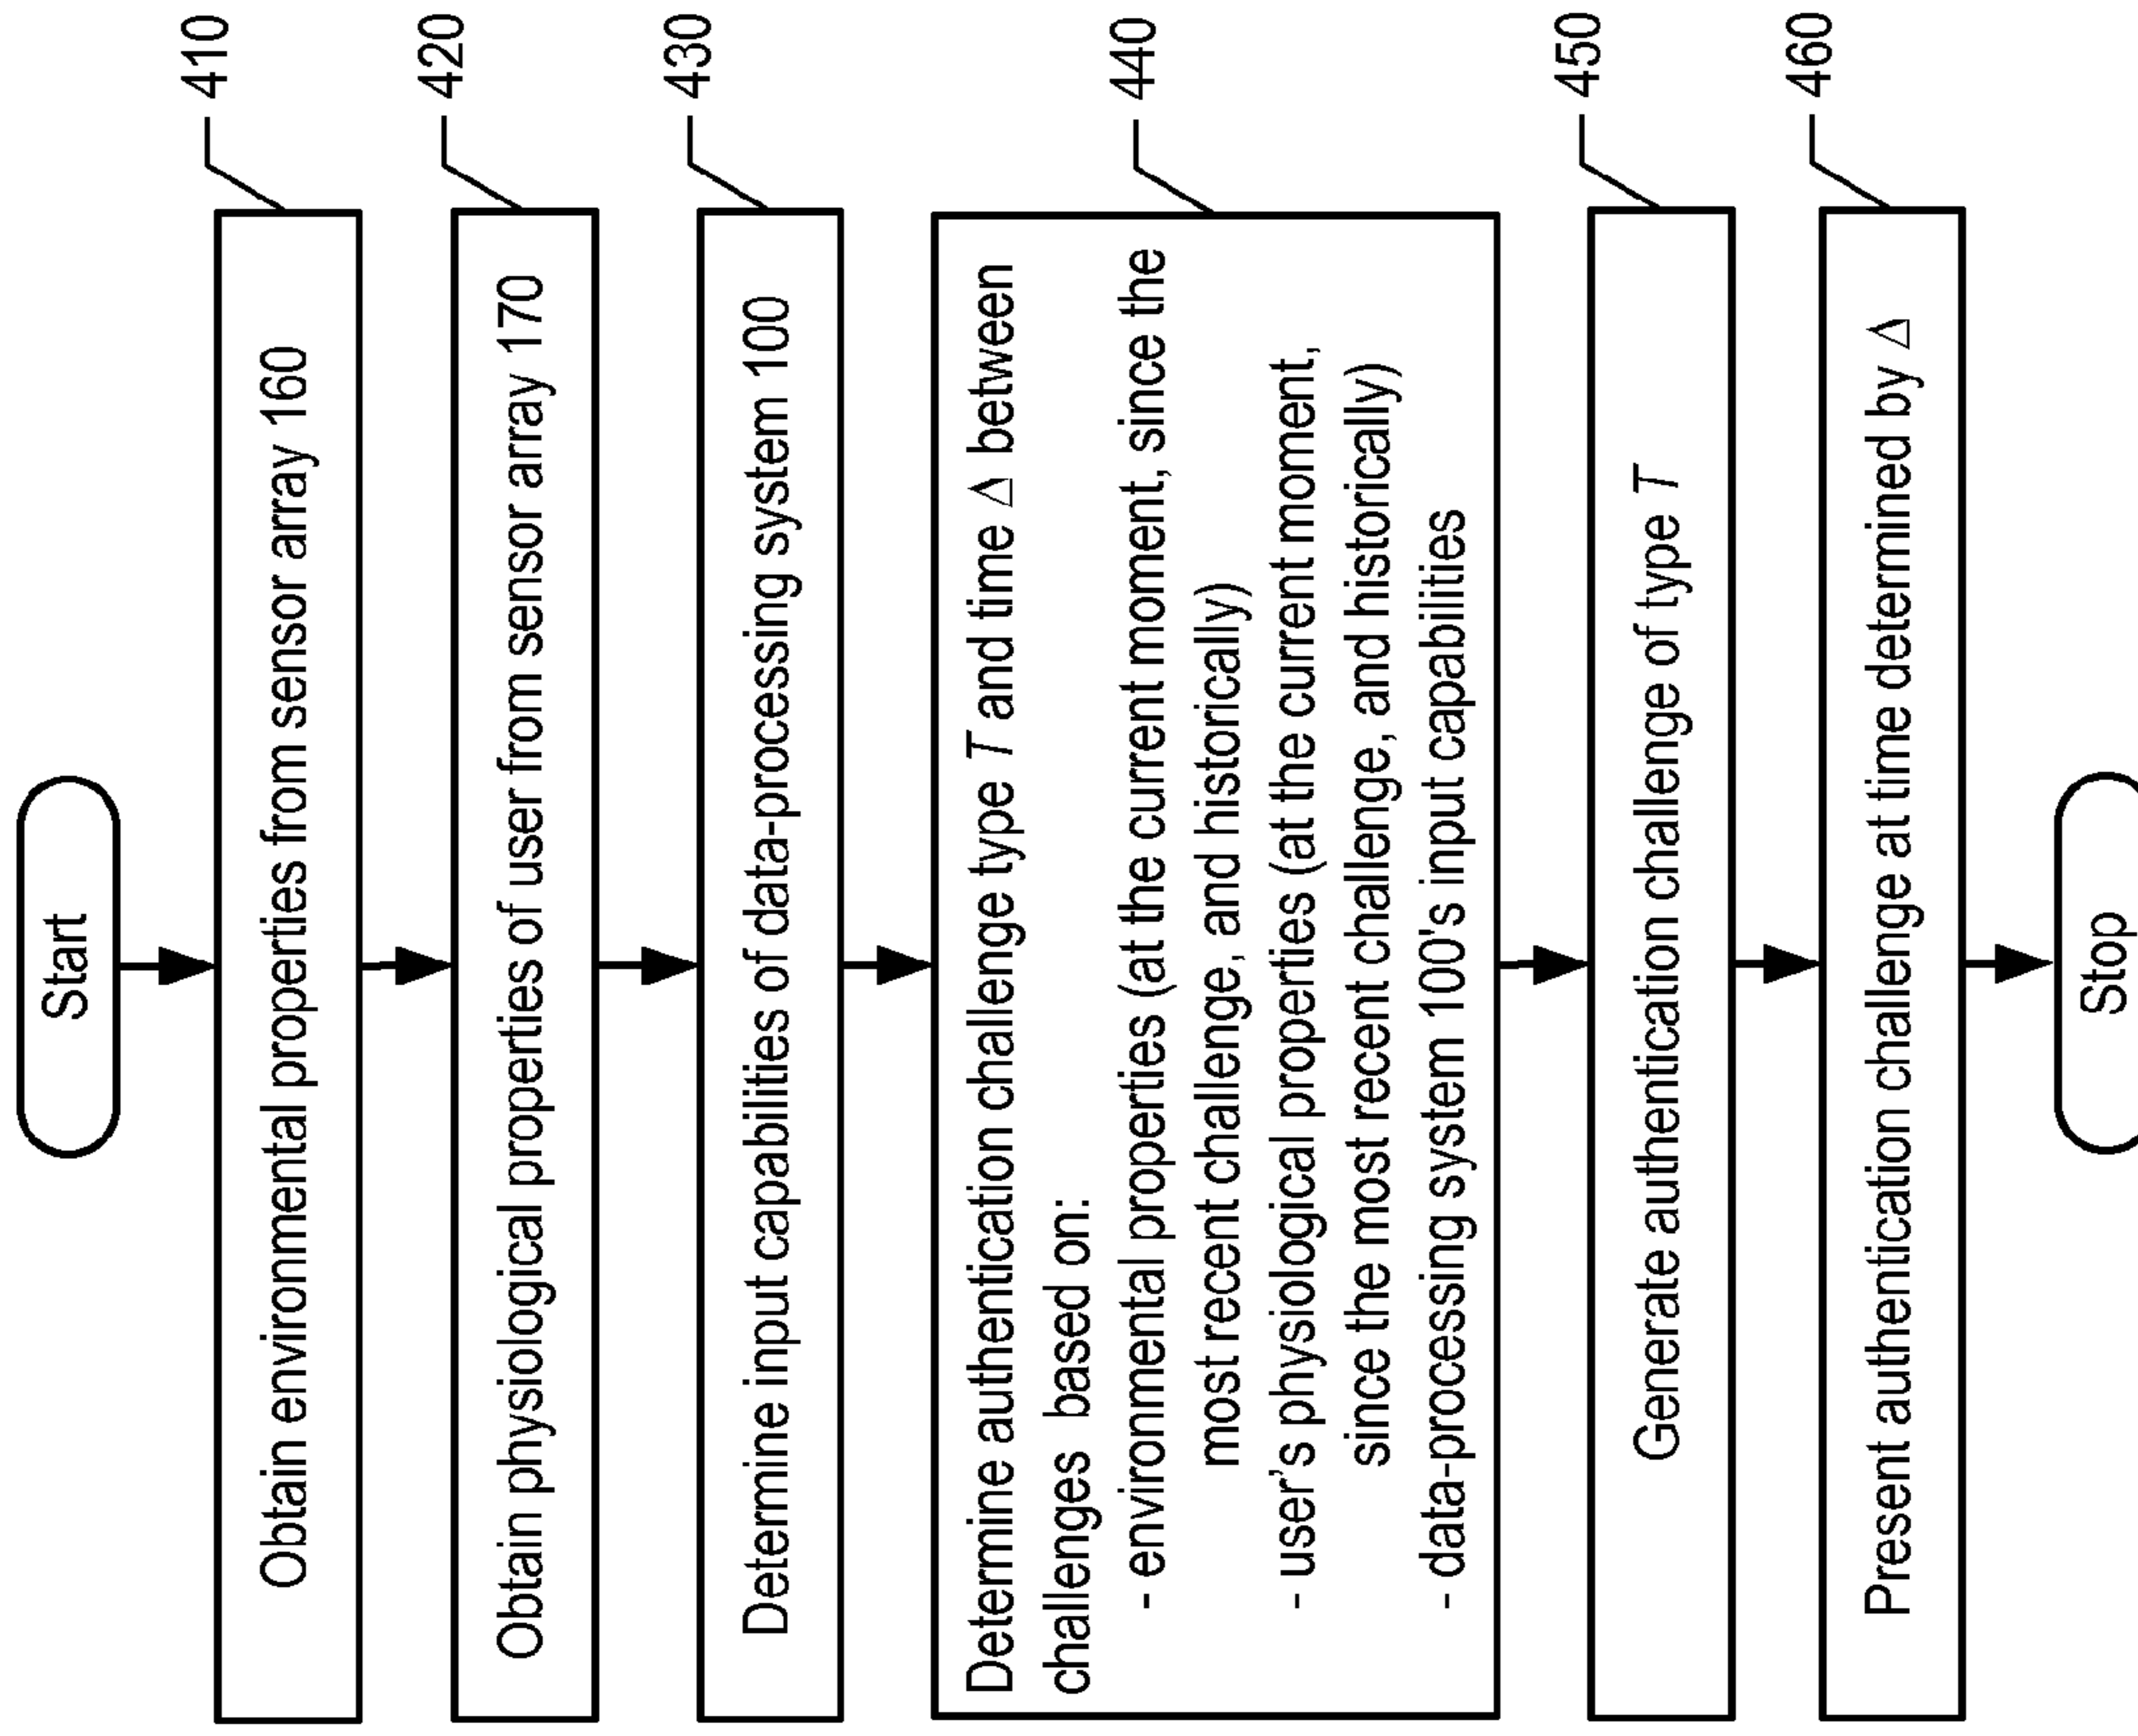 Start
410
Obtain environmental properties from sensor array 160
420
Obtain physiological properties of user from sensor array 170
430
Determine input capabilities of data-processing system 100
440
Determine authentication challenge type T and time Δ between
challenges based on:
- environmental properties (at the current moment, since the
most recent challenge, and historically)
- user's physiological properties (at the current moment,
since the most recent challenge, and historically)
- data-processing system 100's input capabilities
450
Generate authentication challenge of type T
460
Present authentication challenge at time determined by Δ
Stop